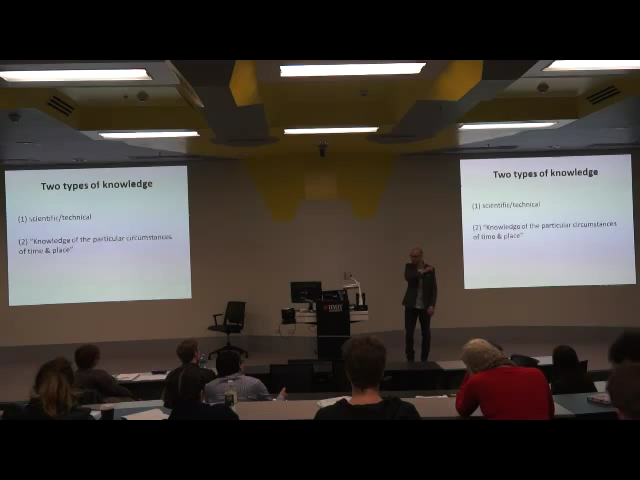 Two types of knowledge
(1) scientific/technical
(2) "Knowledge of the particular circumstances
of time & place"
Two types of knowledge
(1) scientific/technical
(2) "Knowledge of the particular circumstances
of time & place"
RMIT